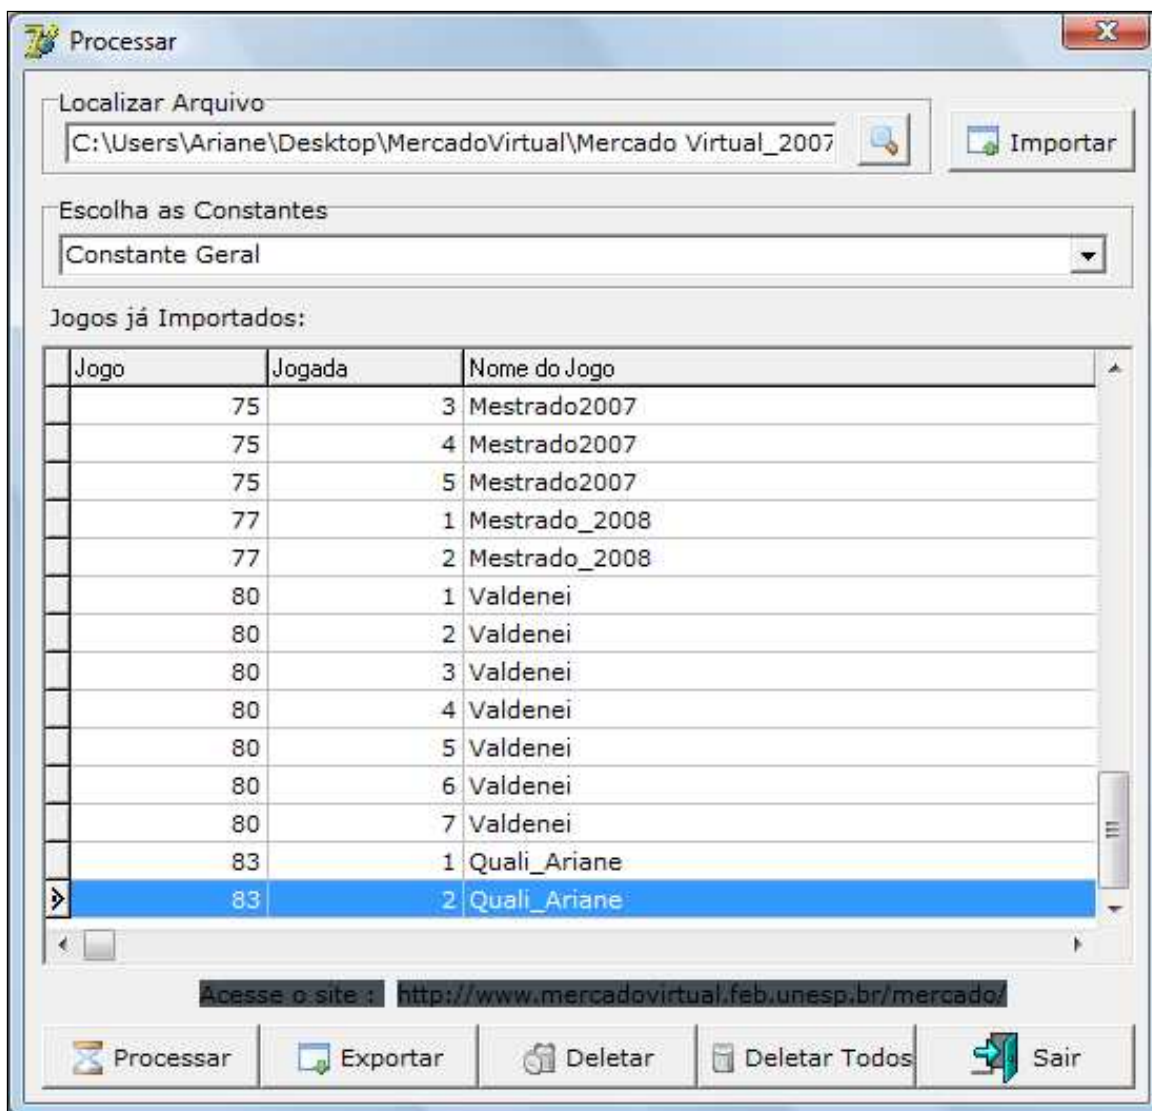 Processar
Localizar Arquivo
C:\Users\Ariane\Desktop\MercadoVirtual\Mercado Virtual_2007
Importar
Escolha as Constantes
Constante Geral
Jogos já Importados:
Jogo Jogada Nome do Jogo
75 3 Mestrado2007
75 4 Mestrado2007
75 5 Mestrado2007
77 1 Mestrado_2008
77 2 Mestrado_2008
80 1 Valdenei
80 2 Valdenei
80 3 Valdenei
80 4 Valdenei
80 5 Valdenei
80 6 Valdenei
80 7 Valdenei
83 1 Quali_Ariane
83 2 Quali_Ariane
Acesse o site : http://www.mercadovirtual.feb.unesp.br/mercado/
Processar Exportar Deletar Deletar Todos Sair